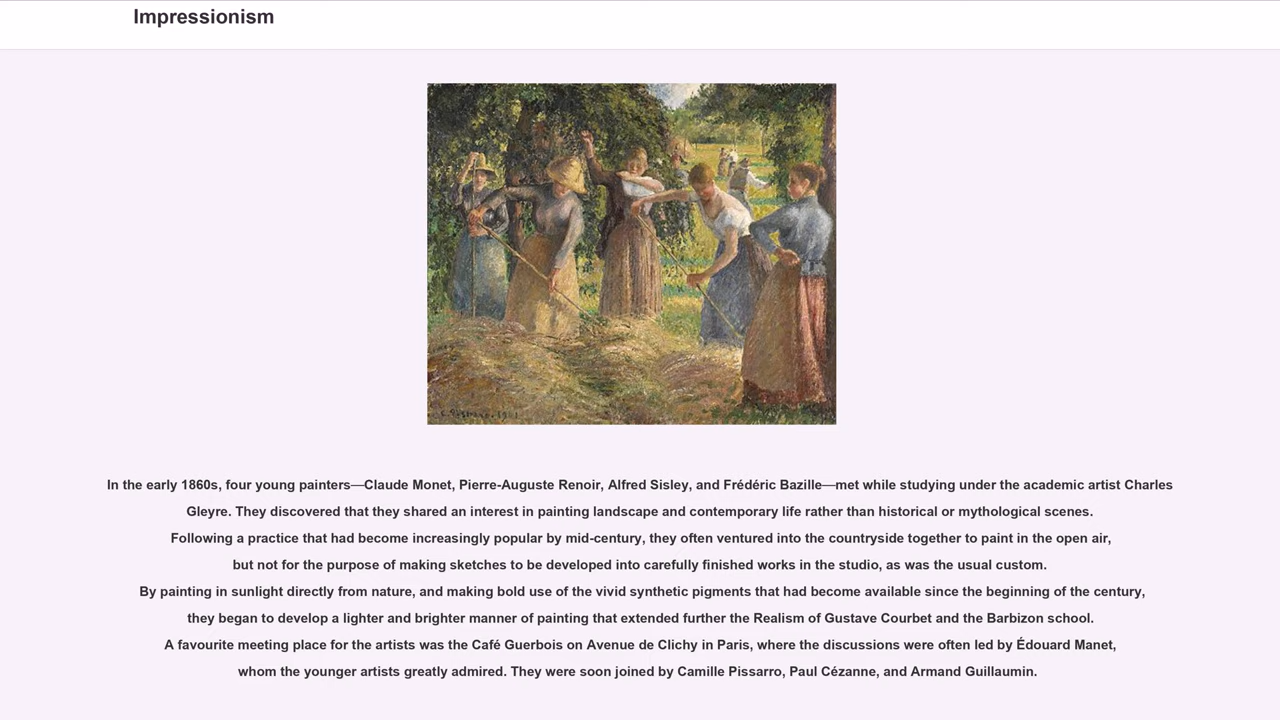 Impressionism
In the early 1860s, four young painters—Claude Monet, Pierre-Auguste Renoir, Alfred Sisley, and Frédéric Bazille—met while studying under the academic artist Charles
Gleyre. They discovered that they shared an interest in painting landscape and contemporary life rather than historical or mythological scenes.
Following a practice that had become increasingly popular by mid-century, they often ventured into the countryside together to paint in the open air,
but not for the purpose of making sketches to be developed into carefully finished works in the studio, as was the usual custom.
By painting in sunlight directly from nature, and making bold use of the vivid synthetic pigments that had become available since the beginning of the century,
they began to develop a lighter and brighter manner of painting that extended further the Realism of Gustave Courbet and the Barbizon school.
A favourite meeting place for the artists was the Café Guerbois on Avenue de Clichy in Paris, where the discussions were often led by Édouard Manet,
whom the younger artists greatly admired. They were soon joined by Camille Pissarro, Paul Cézanne, and Armand Guillaumin.